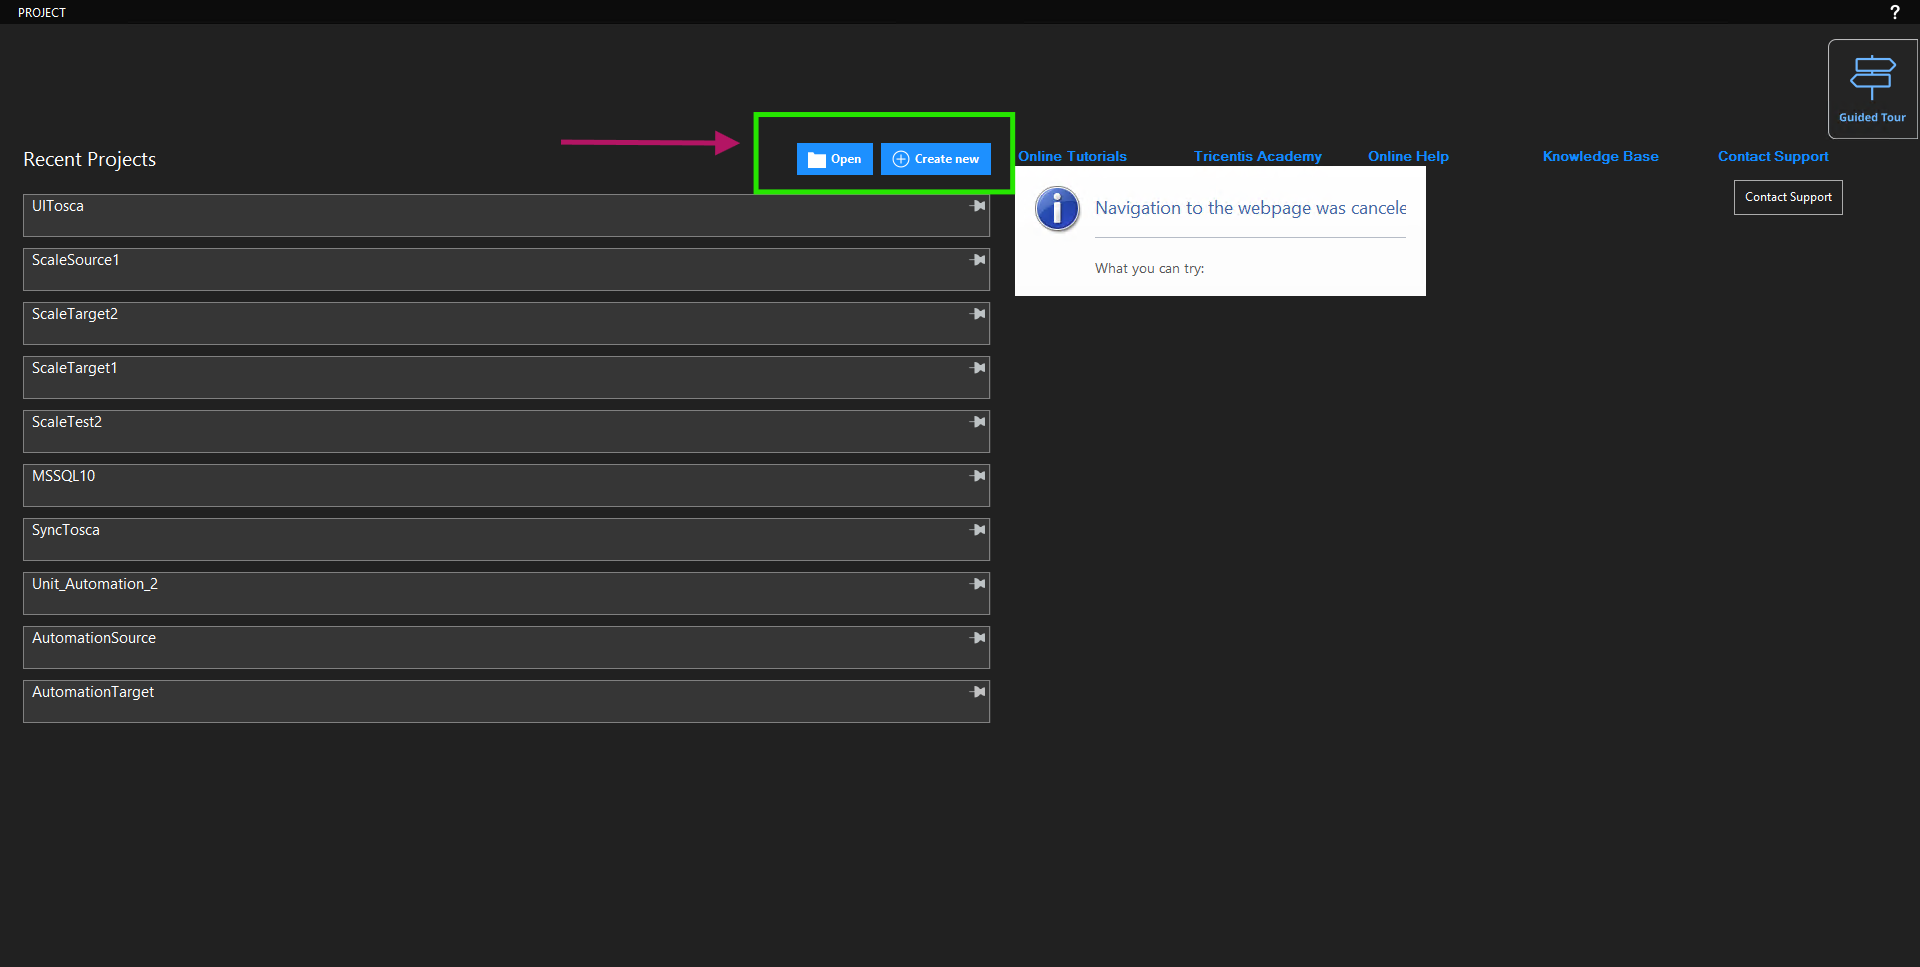 PROJECT
?
Guided Tour
Recent Projects
Open
Create new
Online Tutorials
Tricentis Academy
Online Help
Knowledge Base
Contact Support
UITosca
ScaleSource1
ScaleTarget2
ScaleTarget1
ScaleTest2
MSSQL10
SyncTosca
Unit_Automation_2
AutomationSource
AutomationTarget
Navigation to the webpage was cancele
What you can try:
Contact Support